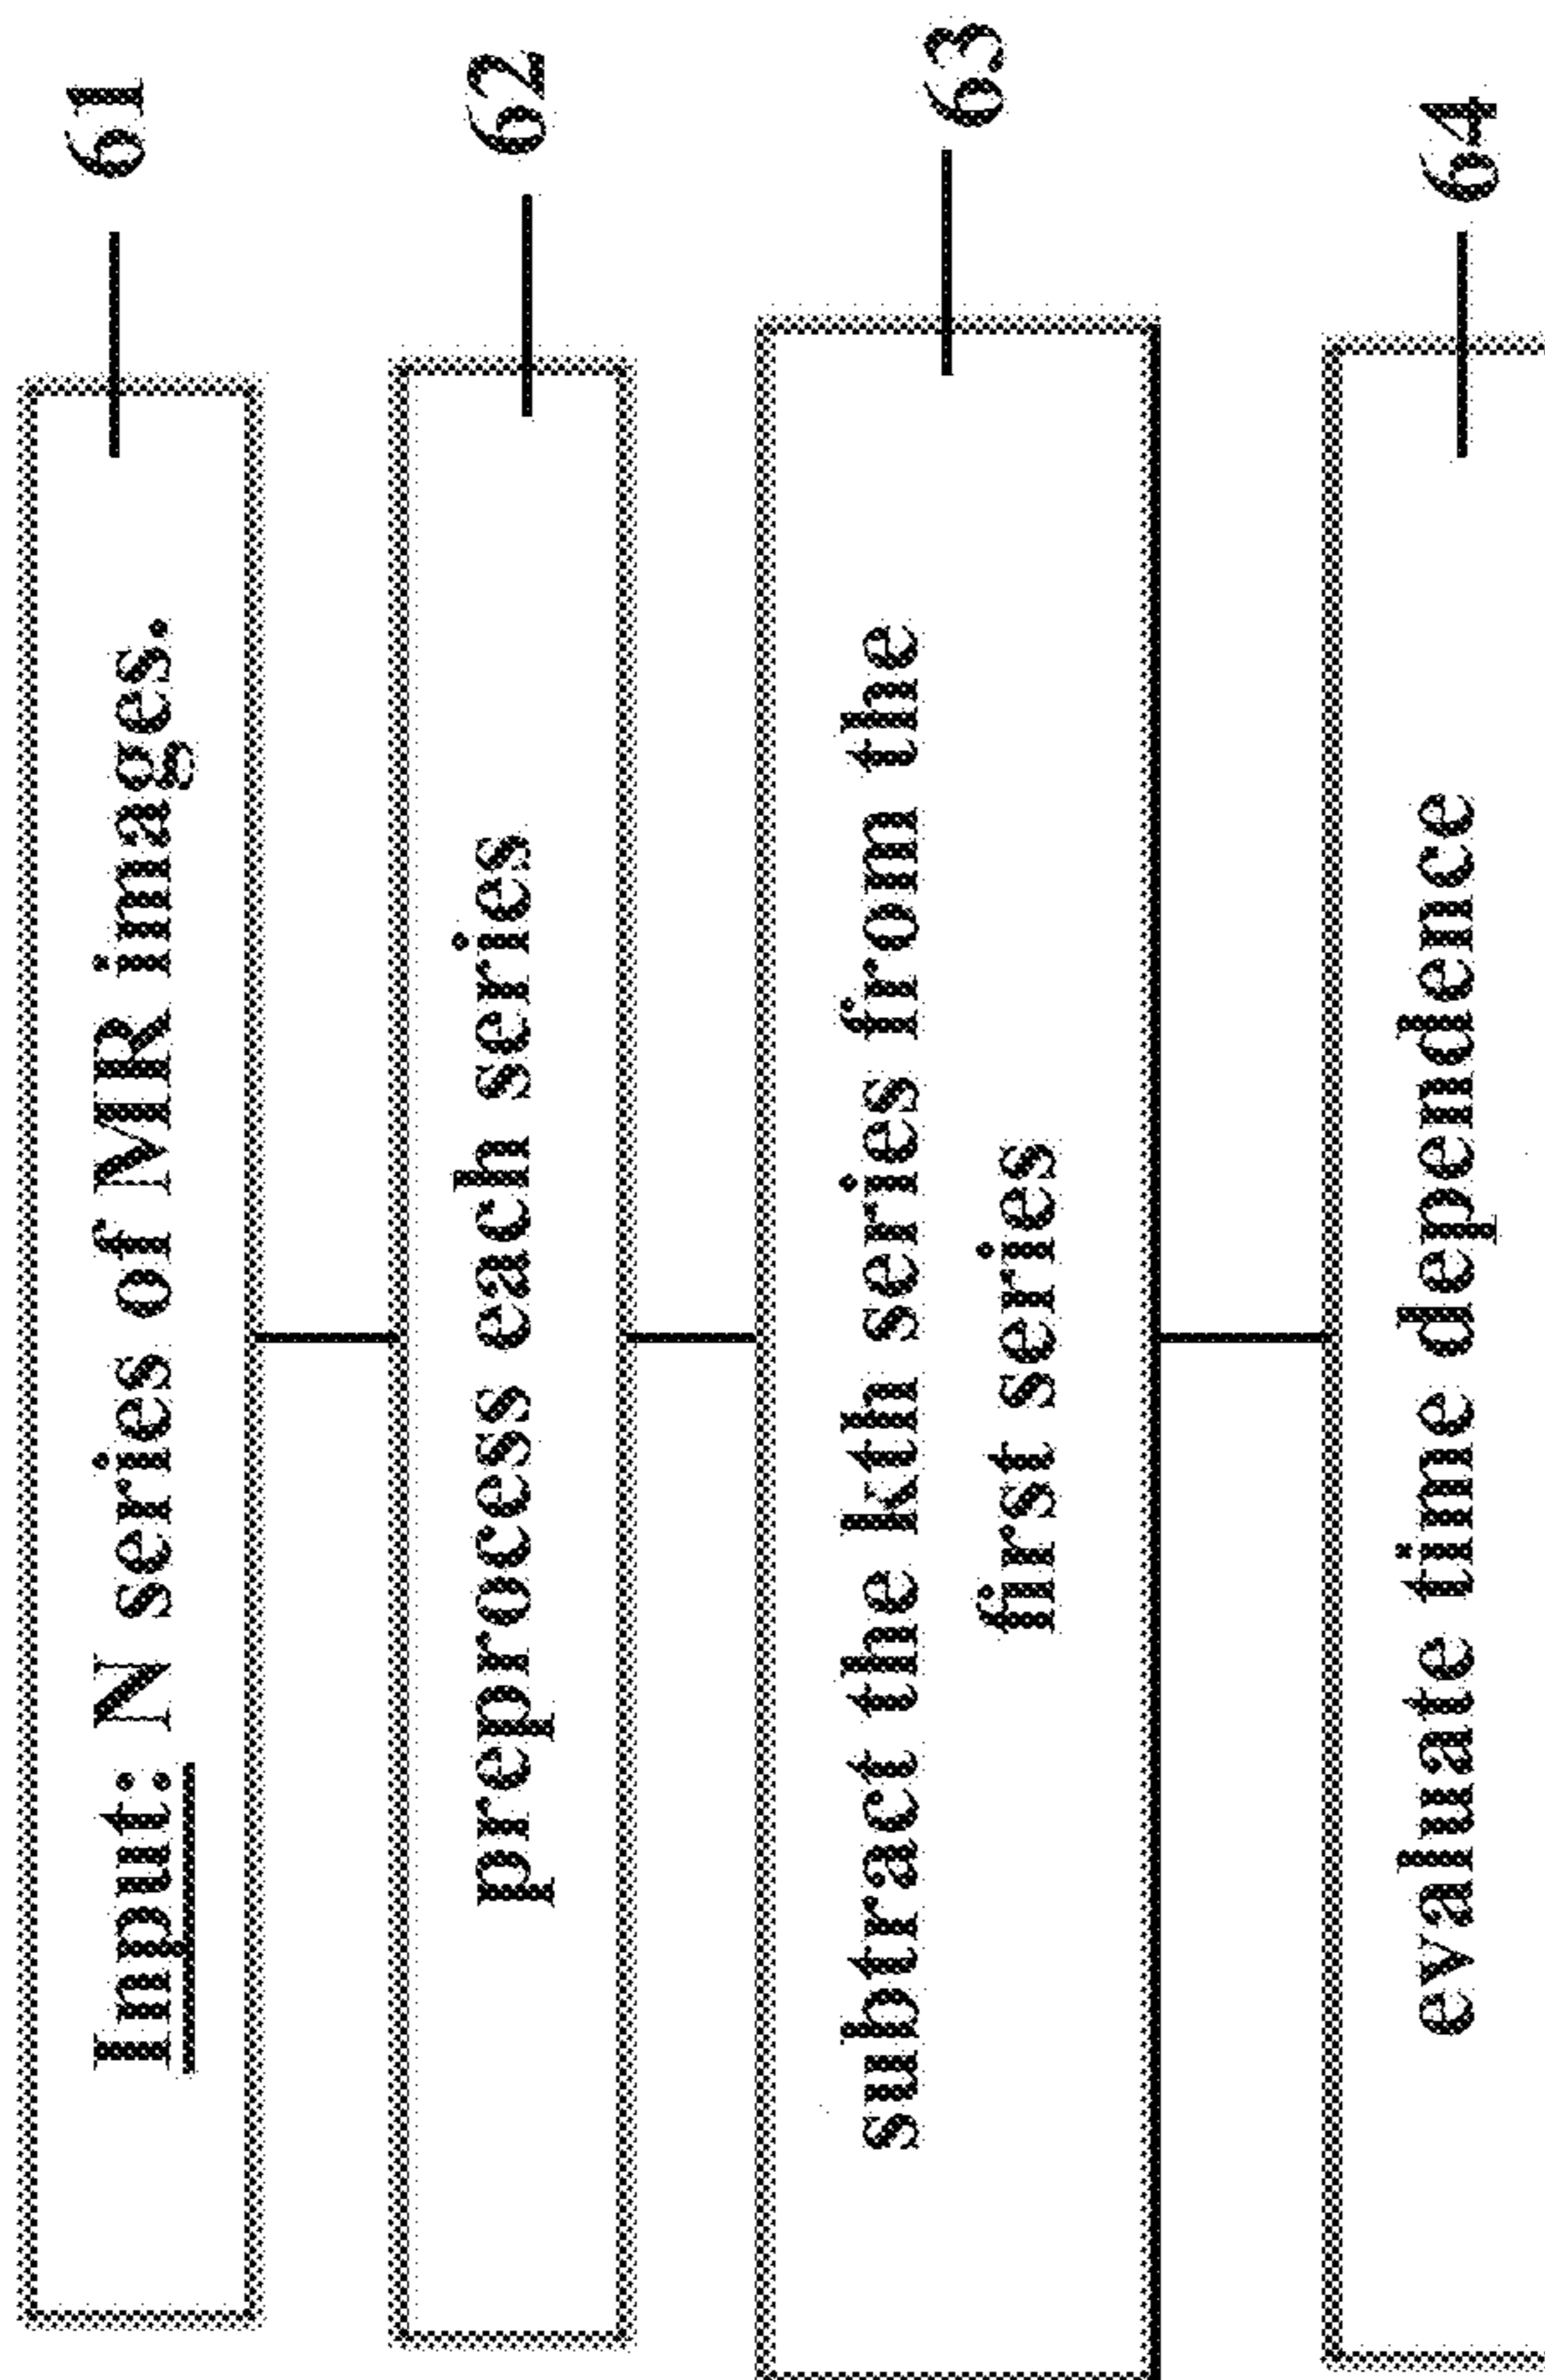 Input: N series of MR images.
61
preprocess each series
62
subtract the kth series from the
first series
63
evaluate time dependence
64